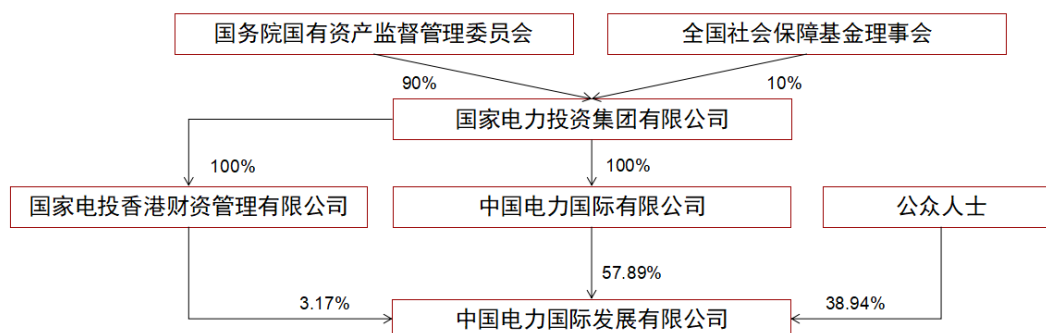 国务院国有资产监督管理委员会
全国社会保障基金理事会
90%
10%
国家电力投资集团有限公司
100%
100%
国家电投香港财资管理有限公司
中国电力国际有限公司
公众人士
57.89%
3.17%
38.94%
中国电力国际发展有限公司